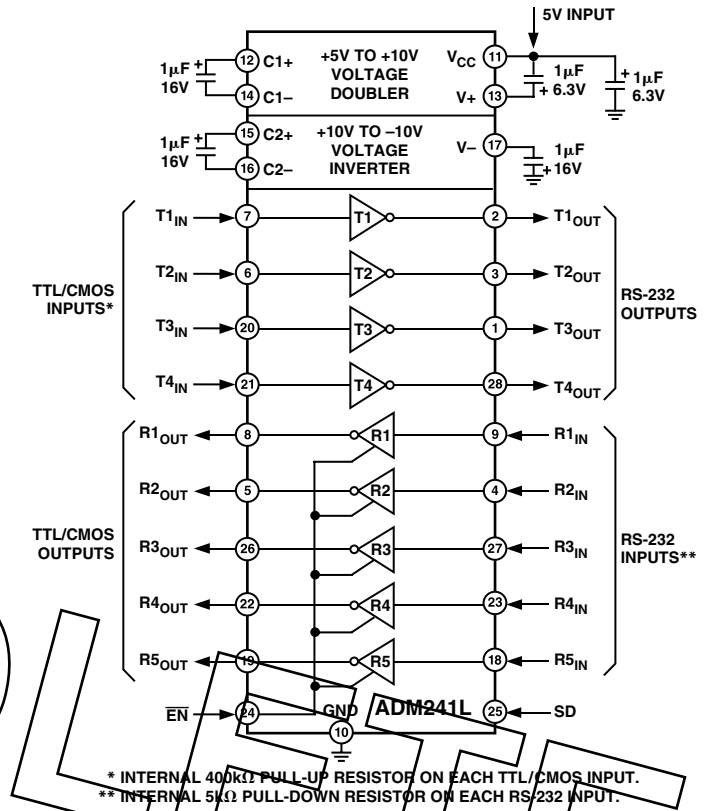 5V INPUT
1µF + 16V 12 C1+ +5V TO +10V VOLTAGE DOUBLER VCC 11 1µF + 6.3V + 1µF 6.3V
14 C1– V+ 13
1µF + 16V 15 C2+ +10V TO –10V VOLTAGE INVERTER V– 17 1µF + 16V
16 C2–
T1IN 7 T1 2 T1OUT
T2IN 6 T2 3 T2OUT
TTL/CMOS INPUTS*
RS-232 OUTPUTS
T3IN 20 T3 1 T3OUT
T4IN 21 T4 28 T4OUT
R1OUT 8 R1 9 R1IN
R2OUT 5 R2 4 R2IN
TTL/CMOS OUTPUTS
RS-232 INPUTS**
R3OUT 26 R3 27 R3IN
R4OUT 22 R4 23 R4IN
R5OUT 19 R5 18 R5IN
EN 24 GND ADM241L 25 SD
10
* INTERNAL 400kΩ PULL-UP RESISTOR ON EACH TTL/CMOS INPUT.
** INTERNAL 5kΩ PULL-DOWN RESISTOR ON EACH RS-232 INPUT.